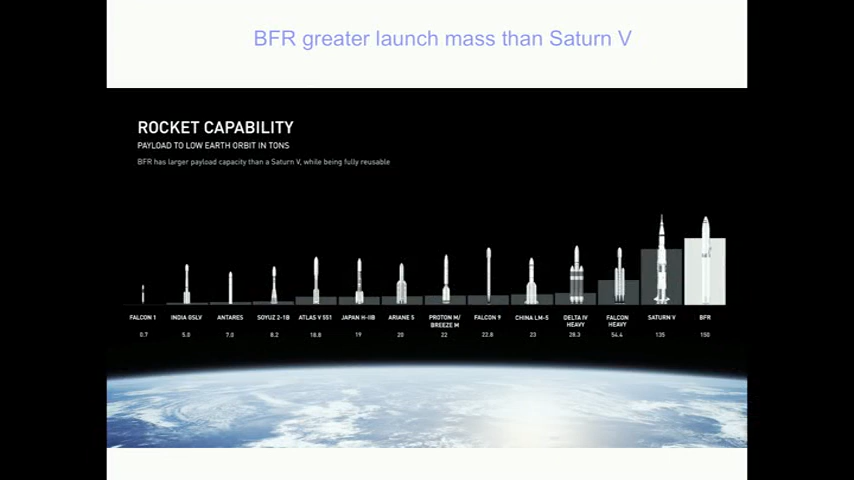 BFR greater launch mass than Saturn V
ROCKET CAPABILITY
PAYLOAD TO LOW EARTH ORBIT IN TONS
BFR has larger payload capacity than a Saturn V, while being fully reusable
FALCON 1 INDIA GSLV ANTARES SOYUZ 2-1B ATLAS V 551 JAPAN H-IIB ARIANE 5 PROTON M/ BREEZE M FALCON 9 CHINA LM-5 DELTA IV HEAVY FALCON HEAVY SATURN V BFR
0.7 5.0 7.0 8.2 18.8 19 20 22 22.8 23 28.3 54.4 135 150